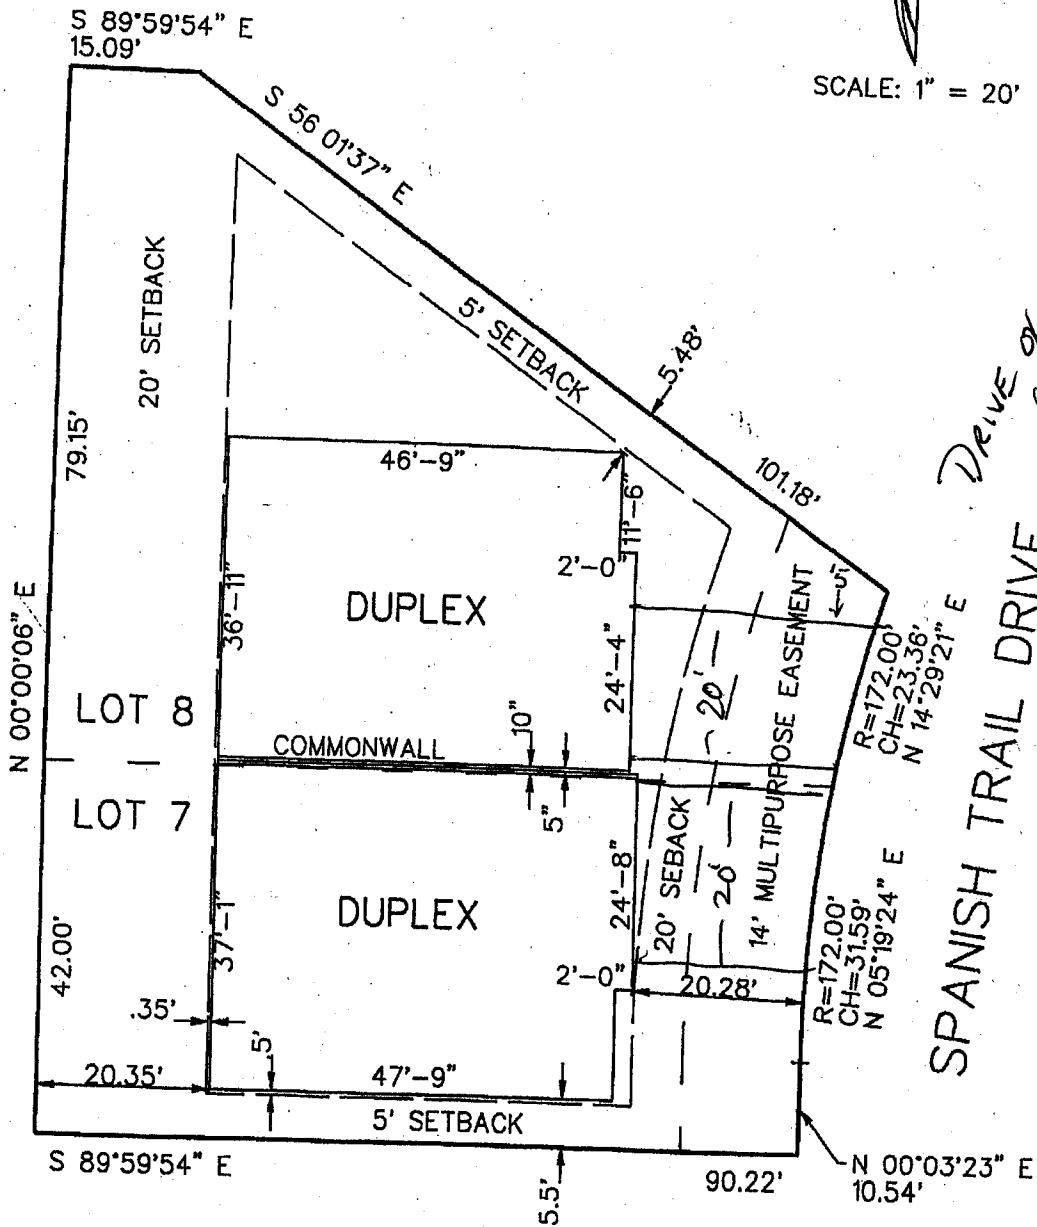 S 89°59'54" E
15.09'
SCALE: 1" = 20'
S 56 01'37" E
20' SETBACK
5' SETBACK
5.48'
79.15'
46'-9"
101.18'
DRIVE
11'-6"
2'-0"
5'
N 00°00'06" E
36'-11"
DUPLEX
24'-4"
20'
14' MULTIPURPOSE EASEMENT
R=172.00'
CH=23.36'
N 14°29'21" E
SPANISH TRAIL DRIVE
LOT 8
COMMONWALL
10"
5"
LOT 7
37'-1"
DUPLEX
24'-8"
20' SEBACK
20'
R=172.00'
CH=31.59'
N 05°19'24" E
42.00'
2'-0"
20.28'
.35'
.5'
20.35'
47'-9"
5' SETBACK
S 89°59'54" E
5.5'
90.22'
N 00°03'23" E
10.54'